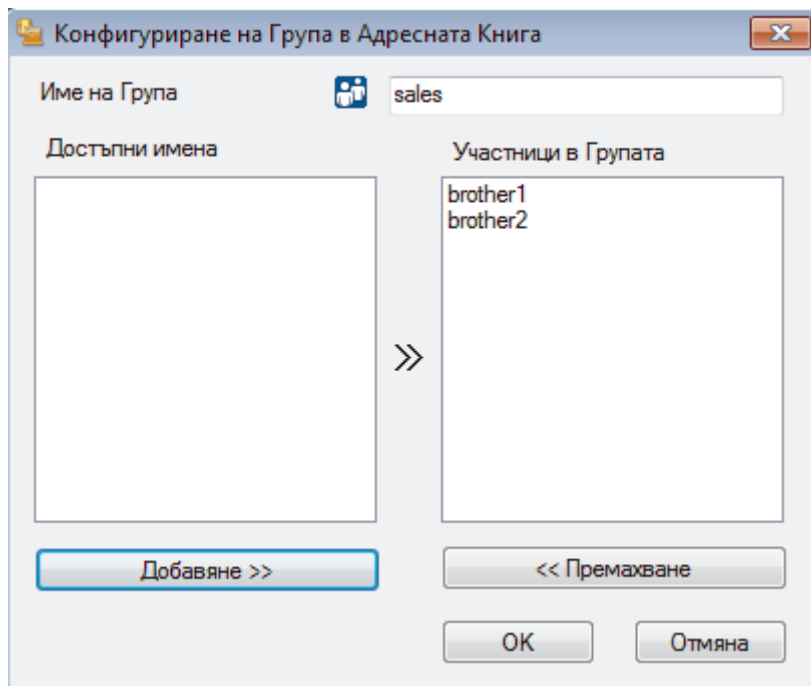 Конфигуриране на Група в Адресната Книга
Име на Група
sales
Достъпни имена
Участници в Групата
brother1
brother2
Добавяне >>
<< Премахване
OK
Отмяна